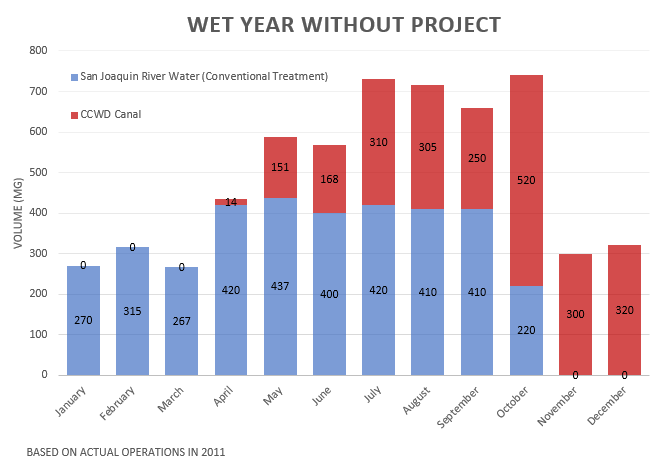 WET YEAR WITHOUT PROJECT
800
700
600
500
400
300
200
100
0
VOLUME (MG)
San Joaquin River Water (Conventional Treatment)
CCWD Canal
0
270
0
315
0
267
14
420
151
437
168
400
310
420
305
410
250
410
520
220
300
0
320
0
January
February
March
April
May
June
July
August
September
October
November
December
BASED ON ACTUAL OPERATIONS IN 2011